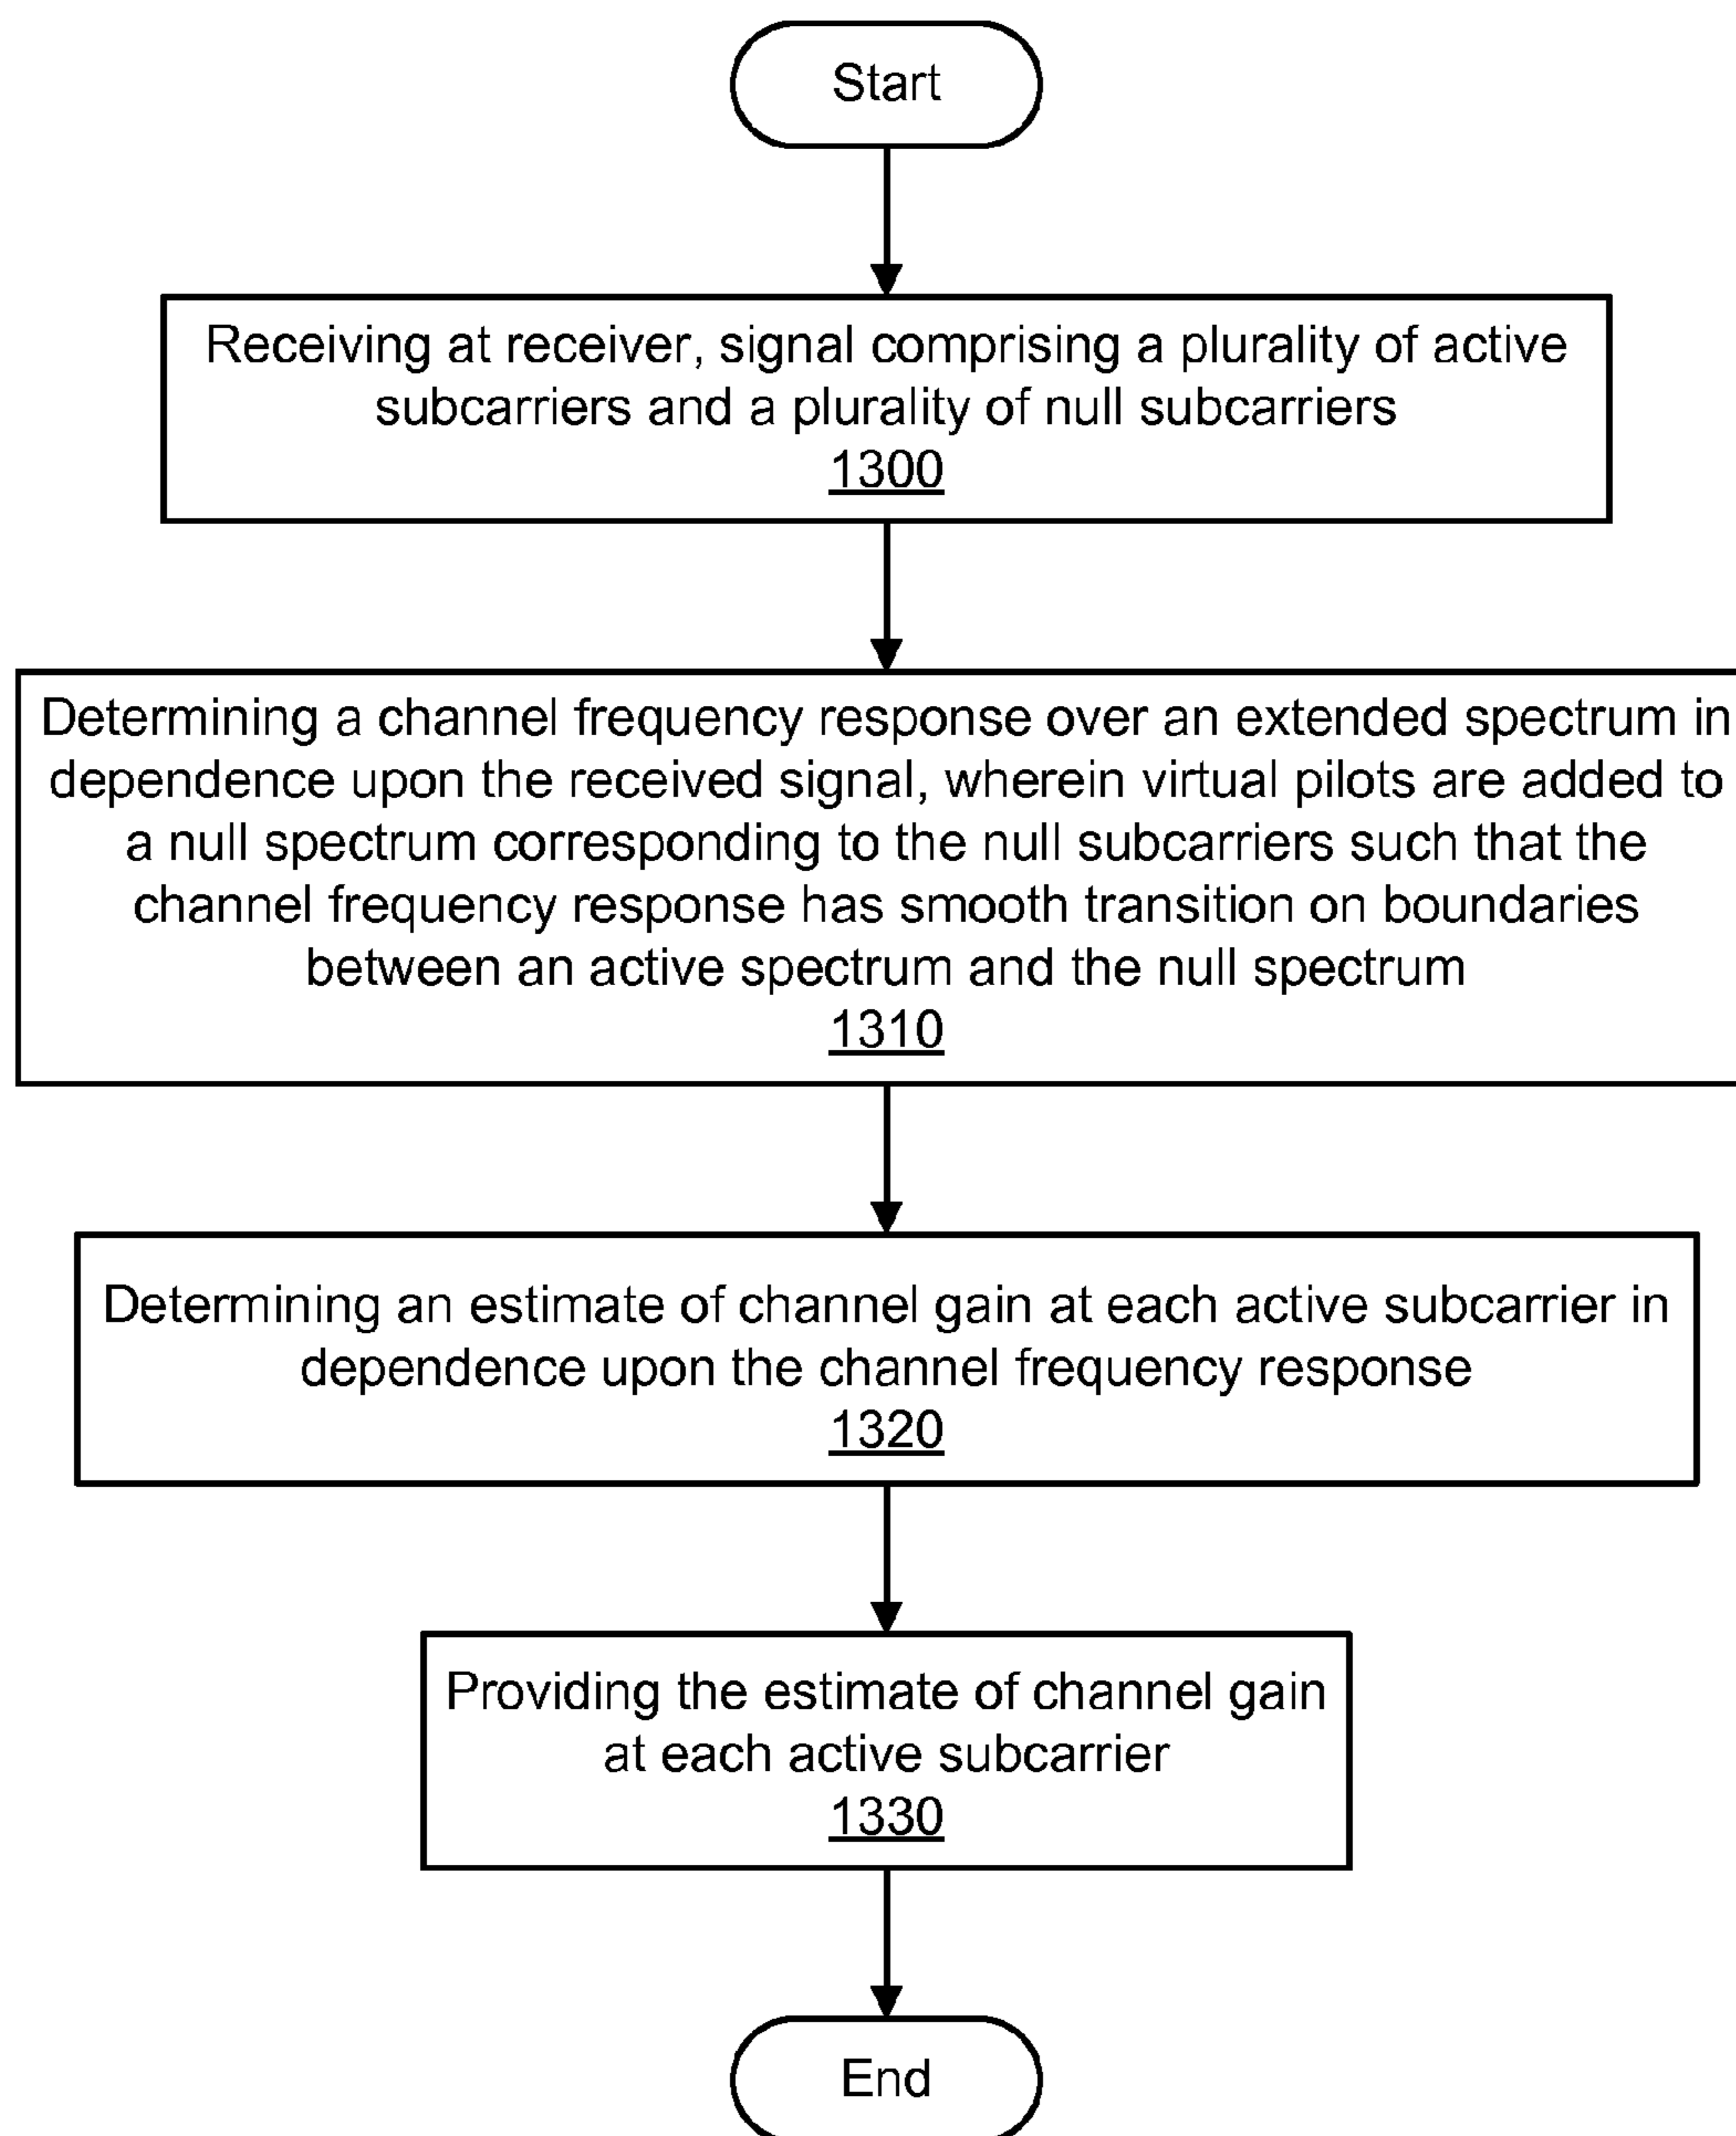 Start
Receiving at receiver, signal comprising a plurality of active
subcarriers and a plurality of null subcarriers
1300
Determining a channel frequency response over an extended spectrum in
dependence upon the received signal, wherein virtual pilots are added to
a null spectrum corresponding to the null subcarriers such that the
channel frequency response has smooth transition on boundaries
between an active spectrum and the null spectrum
1310
Determining an estimate of channel gain at each active subcarrier in
dependence upon the channel frequency response
1320
Providing the estimate of channel gain
at each active subcarrier
1330
End